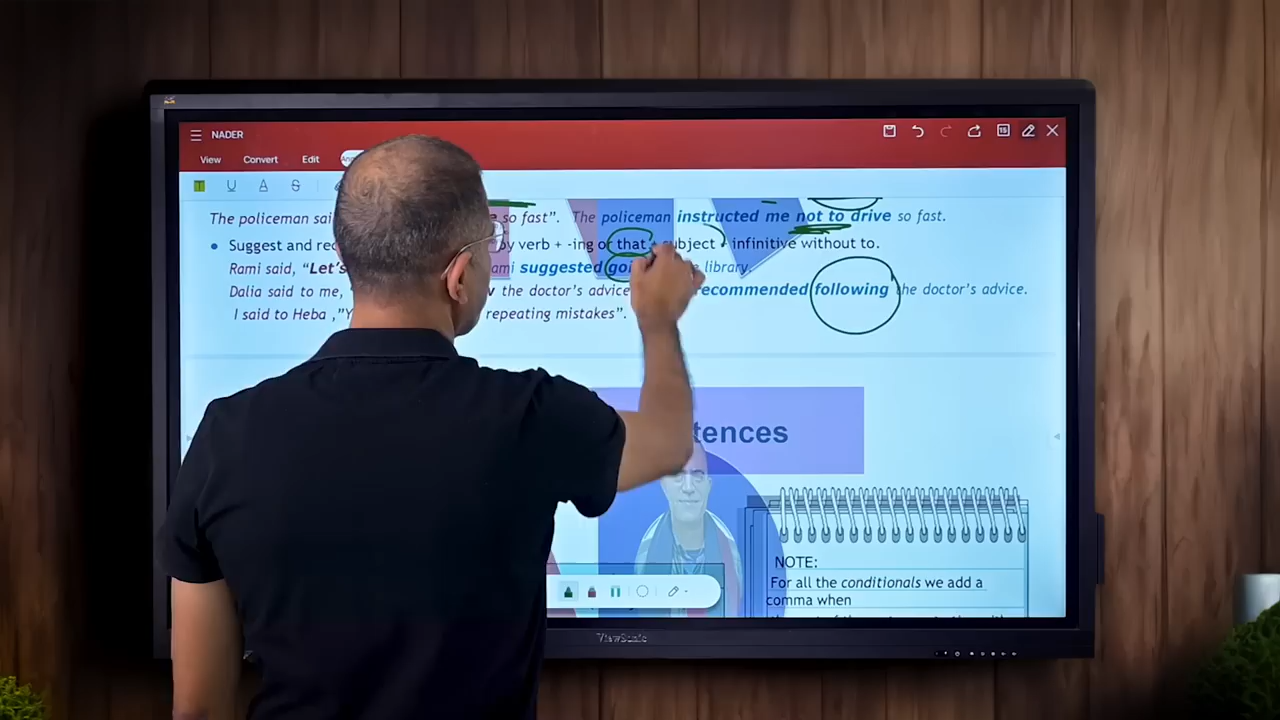 NADER
View Convert Edit
T U A S
The policeman sai so fast”. The policeman instructed me not to drive so fast.
• Suggest and rec by verb + -ing or that + subject + infinitive without to.
Rami said, “Let’s suggested library.
Dalia said to me, the doctor’s advice recommended following the doctor’s advice.
I said to Heba ,”Y repeating mistakes”.
tences
NOTE:
For all the conditionals we add a
comma when
ViewSonic